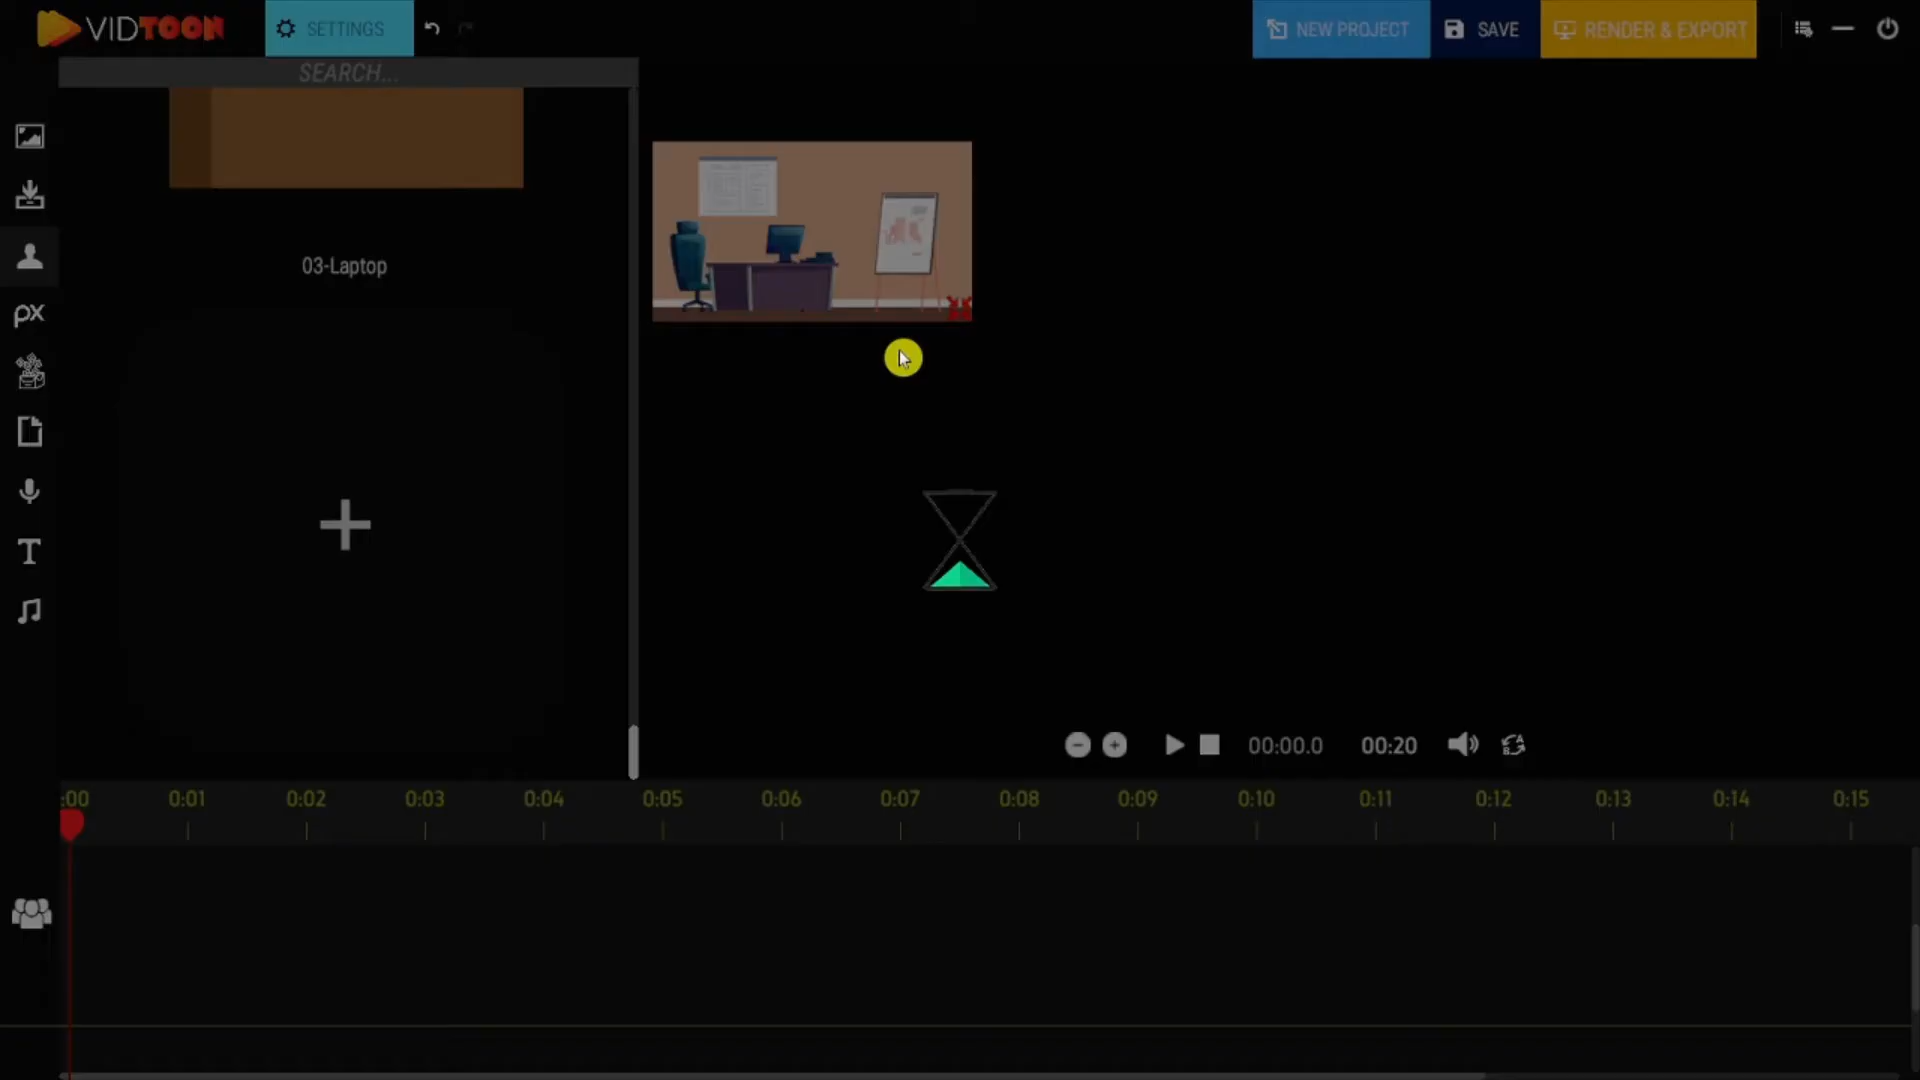 VIDTOON
SETTINGS
NEW PROJECT
SAVE
RENDER & EXPORT
SEARCH...
03-Laptop
px
T
00:00.0
00:20
:00
0:01
0:02
0:03
0:04
0:05
0:06
0:07
0:08
0:09
0:10
0:11
0:12
0:13
0:14
0:15